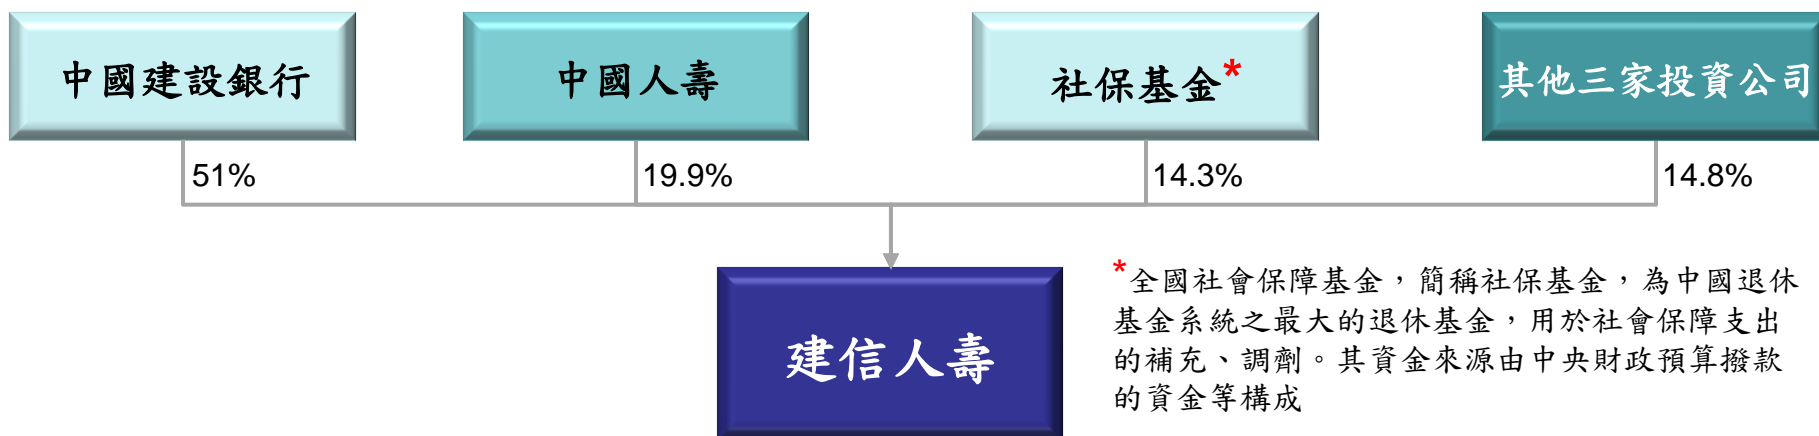 中國建設銀行
中國人壽
社保基金*
其他三家投資公司
51%
19.9%
14.3%
14.8%
建信人壽
*全國社會保障基金，簡稱社保基金，為中國退休
基金系統之最大的退休基金，用於社會保障支出
的補充、調劑。其資金來源由中央財政預算撥款
的資金等構成